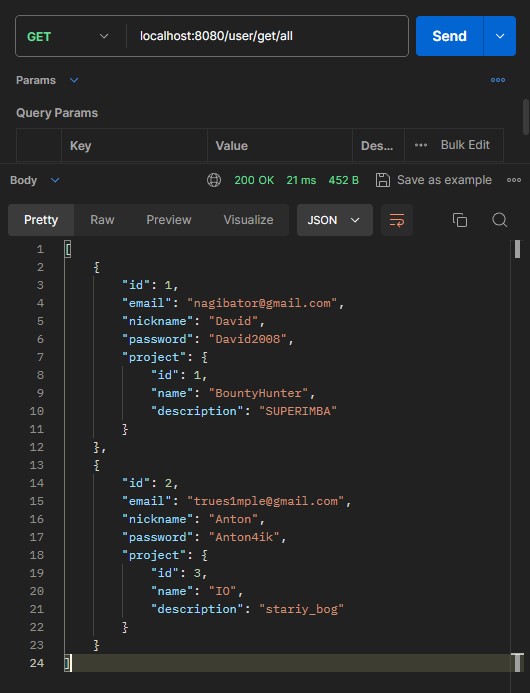 GET localhost:8080/user/get/all Send
Params
Query Params
Key Value Des... Bulk Edit
Body 200 OK 21 ms 452 B Save as example
Pretty Raw Preview Visualize JSON
1 [
2 {
3 "id": 1,
4 "email": "nagibator@gmail.com",
5 "nickname": "David",
6 "password": "David2008",
7 "project": {
8 "id": 1,
9 "name": "BountyHunter",
10 "description": "SUPERIMBA"
11 }
12 },
13 {
14 "id": 2,
15 "email": "trues1mple@gmail.com",
16 "nickname": "Anton",
17 "password": "Anton4ik",
18 "project": {
19 "id": 3,
20 "name": "IO",
21 "description": "stariy_bog"
22 }
23 }
24 ]